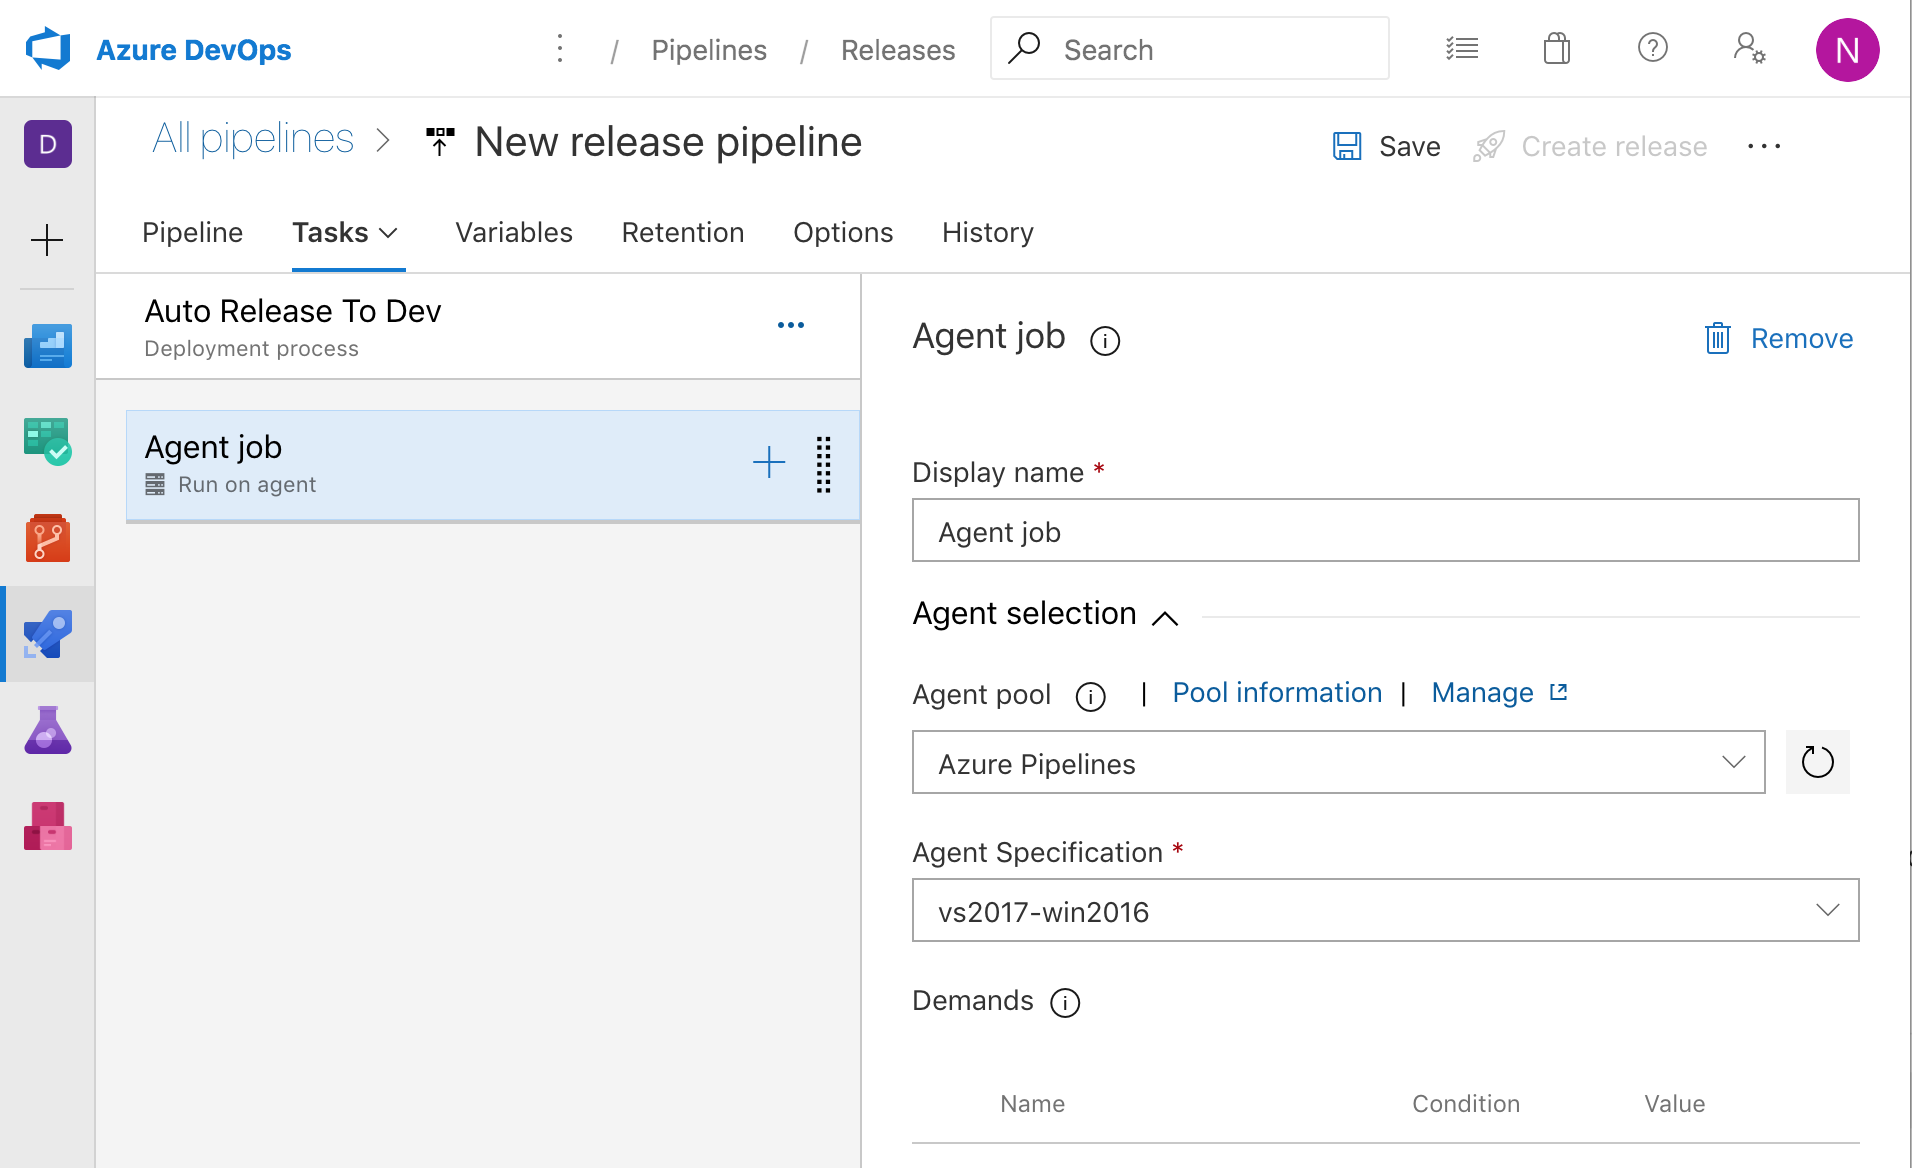 Azure DevOps / Pipelines / Releases Search N
D
All pipelines > New release pipeline Save Create release ...
Pipeline Tasks Variables Retention Options History
Auto Release To Dev
Deployment process
Agent job
Run on agent
Agent job Remove
Display name *
Agent job
Agent selection
Agent pool | Pool information | Manage
Azure Pipelines
Agent Specification *
vs2017-win2016
Demands
Name Condition Value